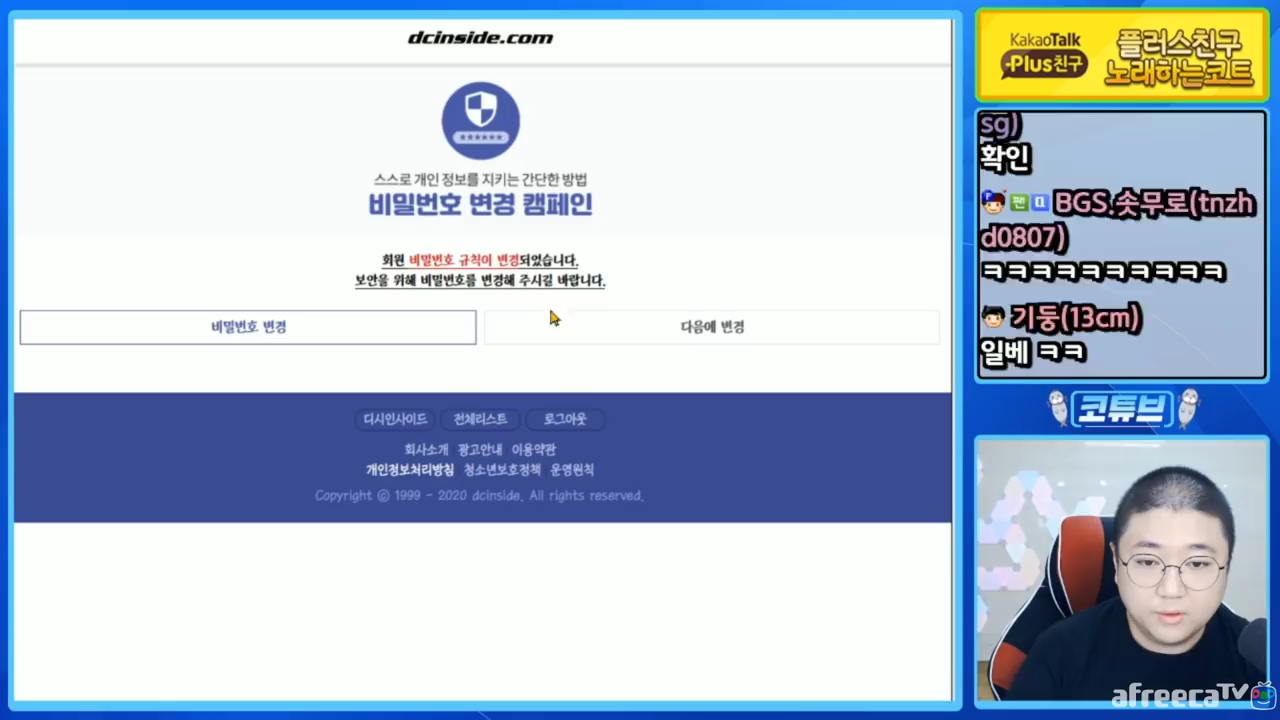 dcinside.com
스스로 개인 정보를 지키는 간단한 방법
비밀번호 변경 캠페인
회원 비밀번호 규칙이 변경되었습니다.
보안을 위해 비밀번호를 변경해 주시길 바랍니다.
비밀번호 변경
다음에 변경
디시인사이드 전체리스트 로그아웃
회사소개 광고안내 이용약관
개인정보처리방침 청소년보호정책 운영원칙
Copyright ⓒ 1999 - 2020 dcinside. All rights reserved.
KakaoTalk
Plus친구
플러스친구
노래하는코트
sg)
확인
F 팬 BGS.솟무로(tnzh
d0807)
ㅋㅋㅋㅋㅋㅋㅋㅋㅋㅋ
기둥(13cm)
일베 ㅋㅋ
코튜브
afreecaTV